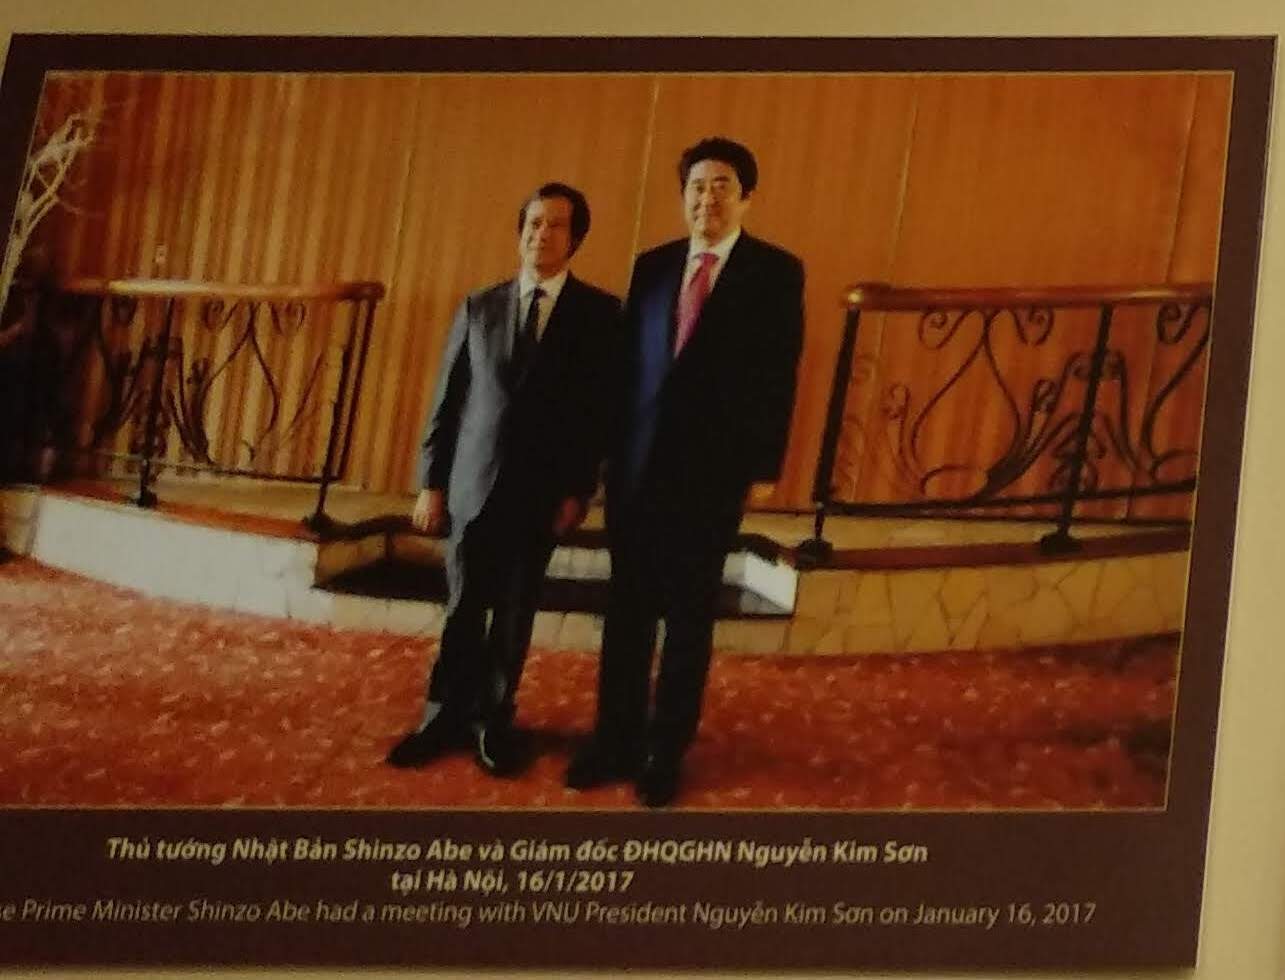 Thủ tướng Nhật Bản Shinzo Abe và Giám đốc ĐHQGHN Nguyễn Kim Sơn
tại Hà Nội, 16/1/2017
se Prime Minister Shinzo Abe had a meeting with VNU President Nguyễn Kim Sơn on January 16, 2017